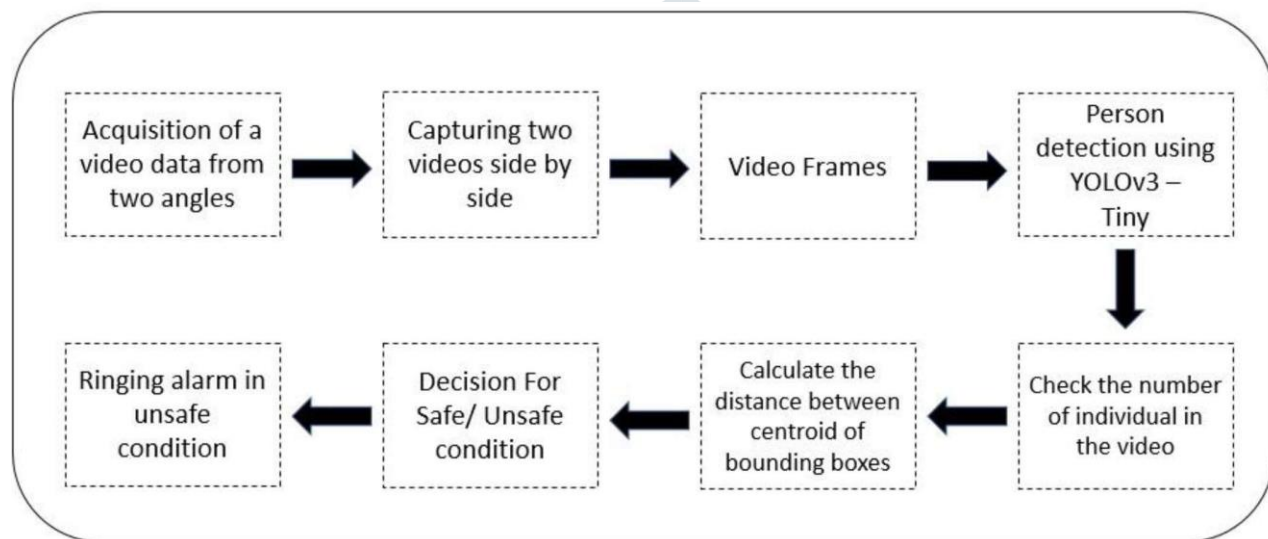 Acquisition of a
video data from
two angles
Capturing two
videos side by
side
Video Frames
Person
detection using
YOLOv3 –
Tiny
Check the number
of individual in
the video
Calculate the
distance between
centroid of
bounding boxes
Decision For
Safe/ Unsafe
condition
Ringing alarm in
unsafe
condition